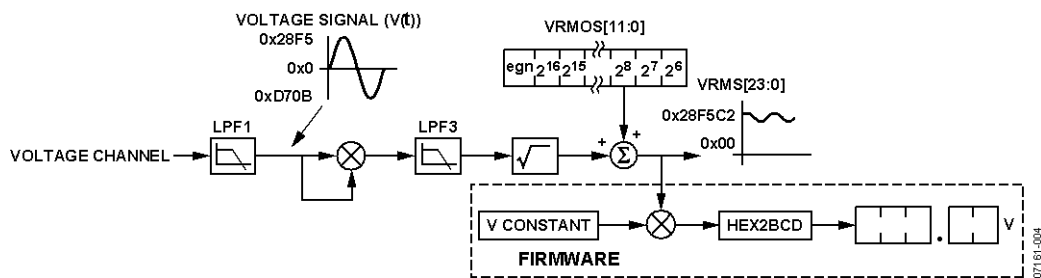 VOLTAGE SIGNAL (V(t))
0x28F5
0x0
0xD70B
VRMOS[11:0]
egn 2^16 2^15 2^8 2^7 2^6
VRMS[23:0]
0x28F5C2
0x00
LPF1
LPF3
VOLTAGE CHANNEL
√
+ +
Σ
V CONSTANT
HEX2BCD
. V
FIRMWARE
07161-004